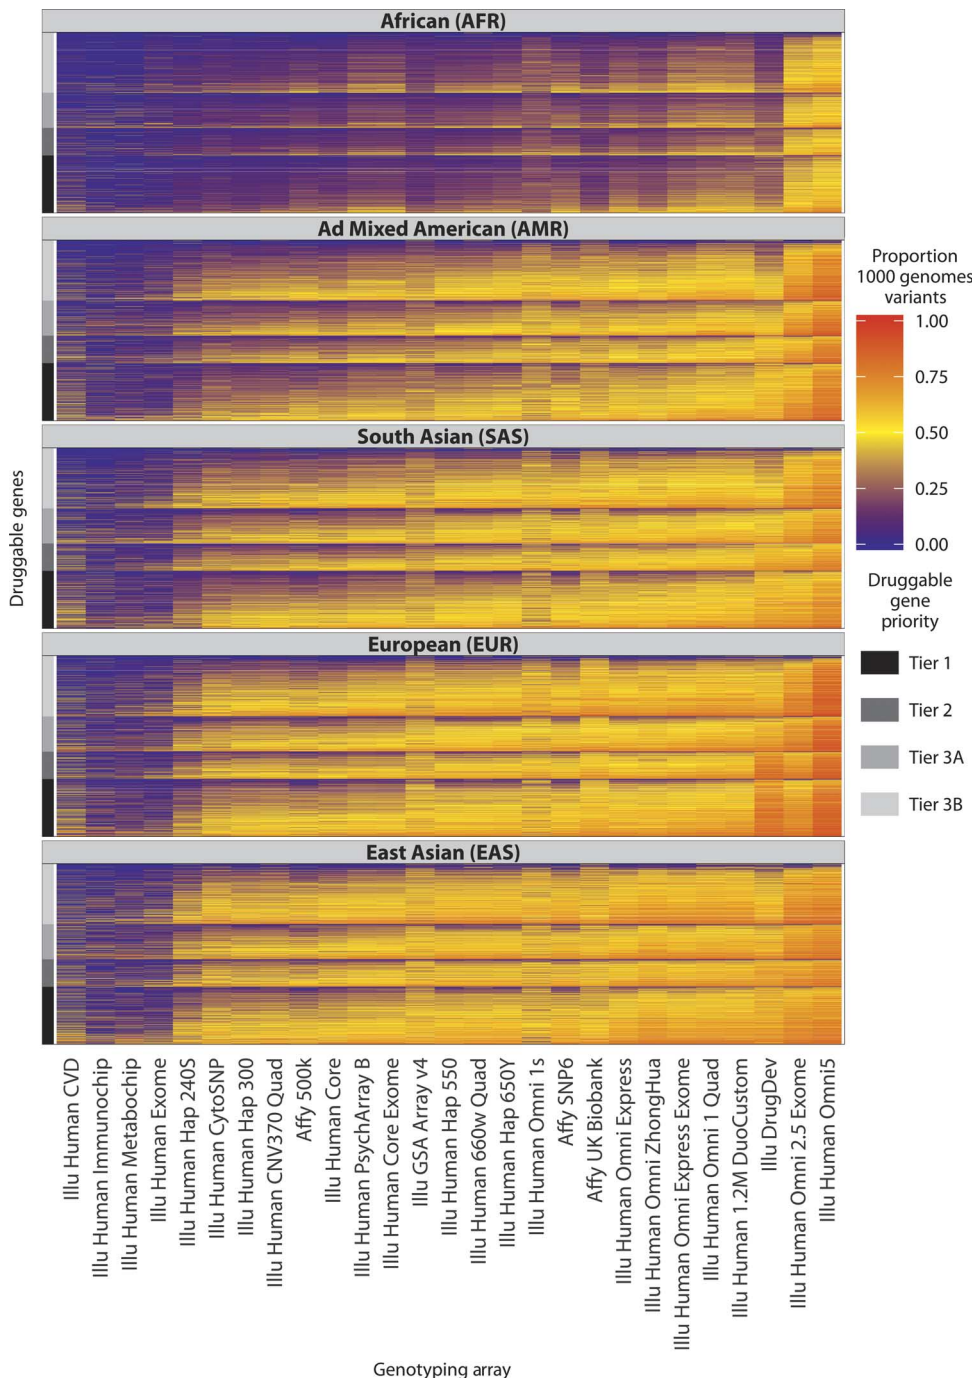 African (AFR)
Ad Mixed American (AMR)
South Asian (SAS)
European (EUR)
East Asian (EAS)
Druggable genes
Proportion
1000 genomes
variants
1.00
0.75
0.50
0.25
0.00
Druggable
gene
priority
Tier 1
Tier 2
Tier 3A
Tier 3B
Illu Human CVD
Illu Human Immunochip
Illu Human Metabochip
Illu Human Exome
Illu Human Hap 240S
Illu Human CytoSNP
Illu Human Hap 300
Illu Human CNV370 Quad
Affy 500k
Illu Human Core
Illu Human PsychArray B
Illu Human Core Exome
Illu GSA Array v4
Illu Human Hap 550
Illu Human 660w Quad
Illu Human Hap 650Y
Illu Human Omni 1s
Affy SNP6
Affy UK Biobank
Illu Human Omni Express
Illu Human Omni ZhongHua
Illu Human Omni Express Exome
Illu Human Omni 1 Quad
Illu Human 1.2M DuoCustom
Illu DrugDev
Illu Human Omni 2.5 Exome
Illu Human Omni5
Genotyping array